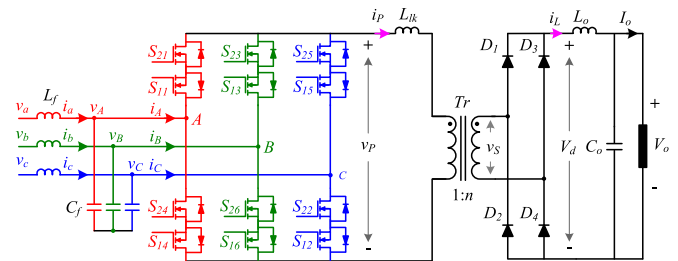 i_P L_lk i_L L_o I_o
S_21 S_23 S_25 + + D_1 D_3
S_11 S_13 S_15
L_f
v_a i_a v_A i_A A Tr +
v_b i_b v_B i_B B v_P v_S V_d C_o V_o
v_c i_c v_C i_C C
1:n -
C_f S_24 S_26 S_22 D_2 D_4
S_14 S_16 S_12 - -